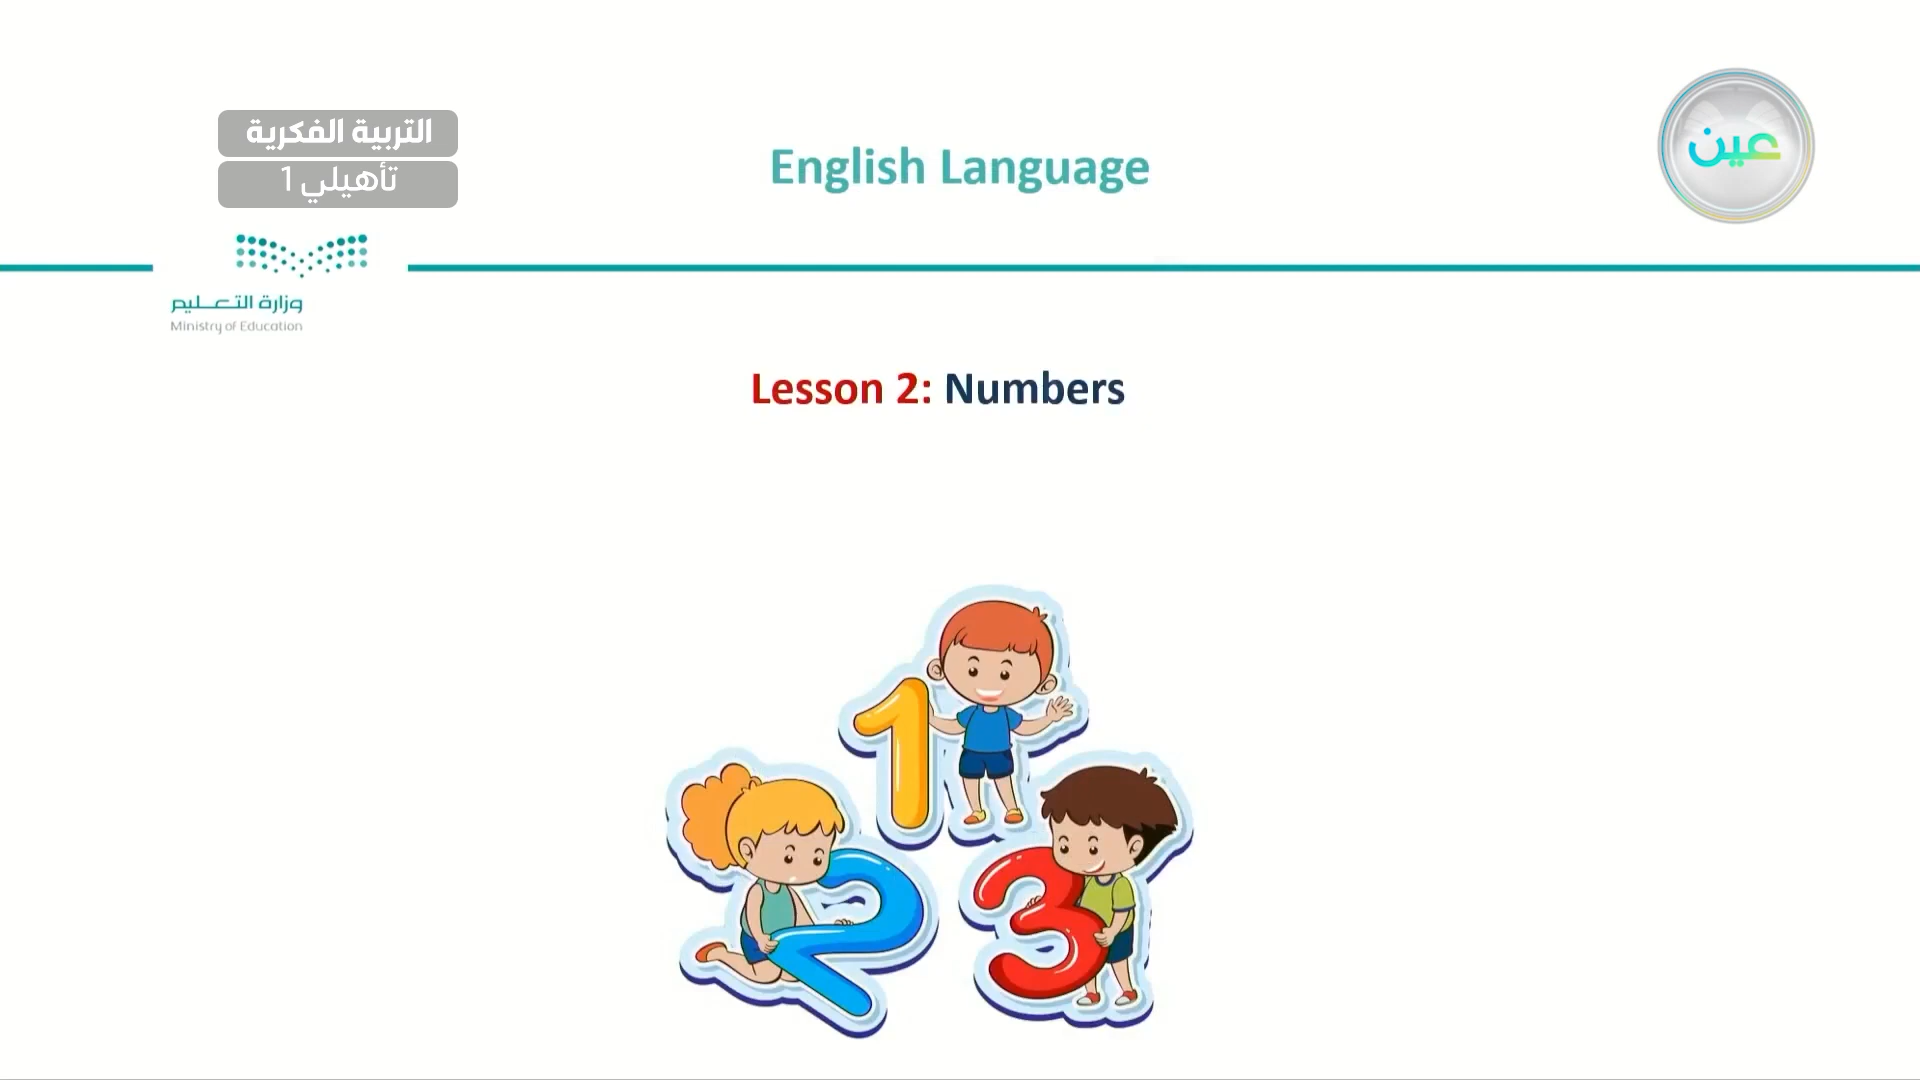 التربية الفكرية
تأهيلي 1
English Language
عين
وزارة التعليم
Ministry of Education
Lesson 2: Numbers
1
2
3